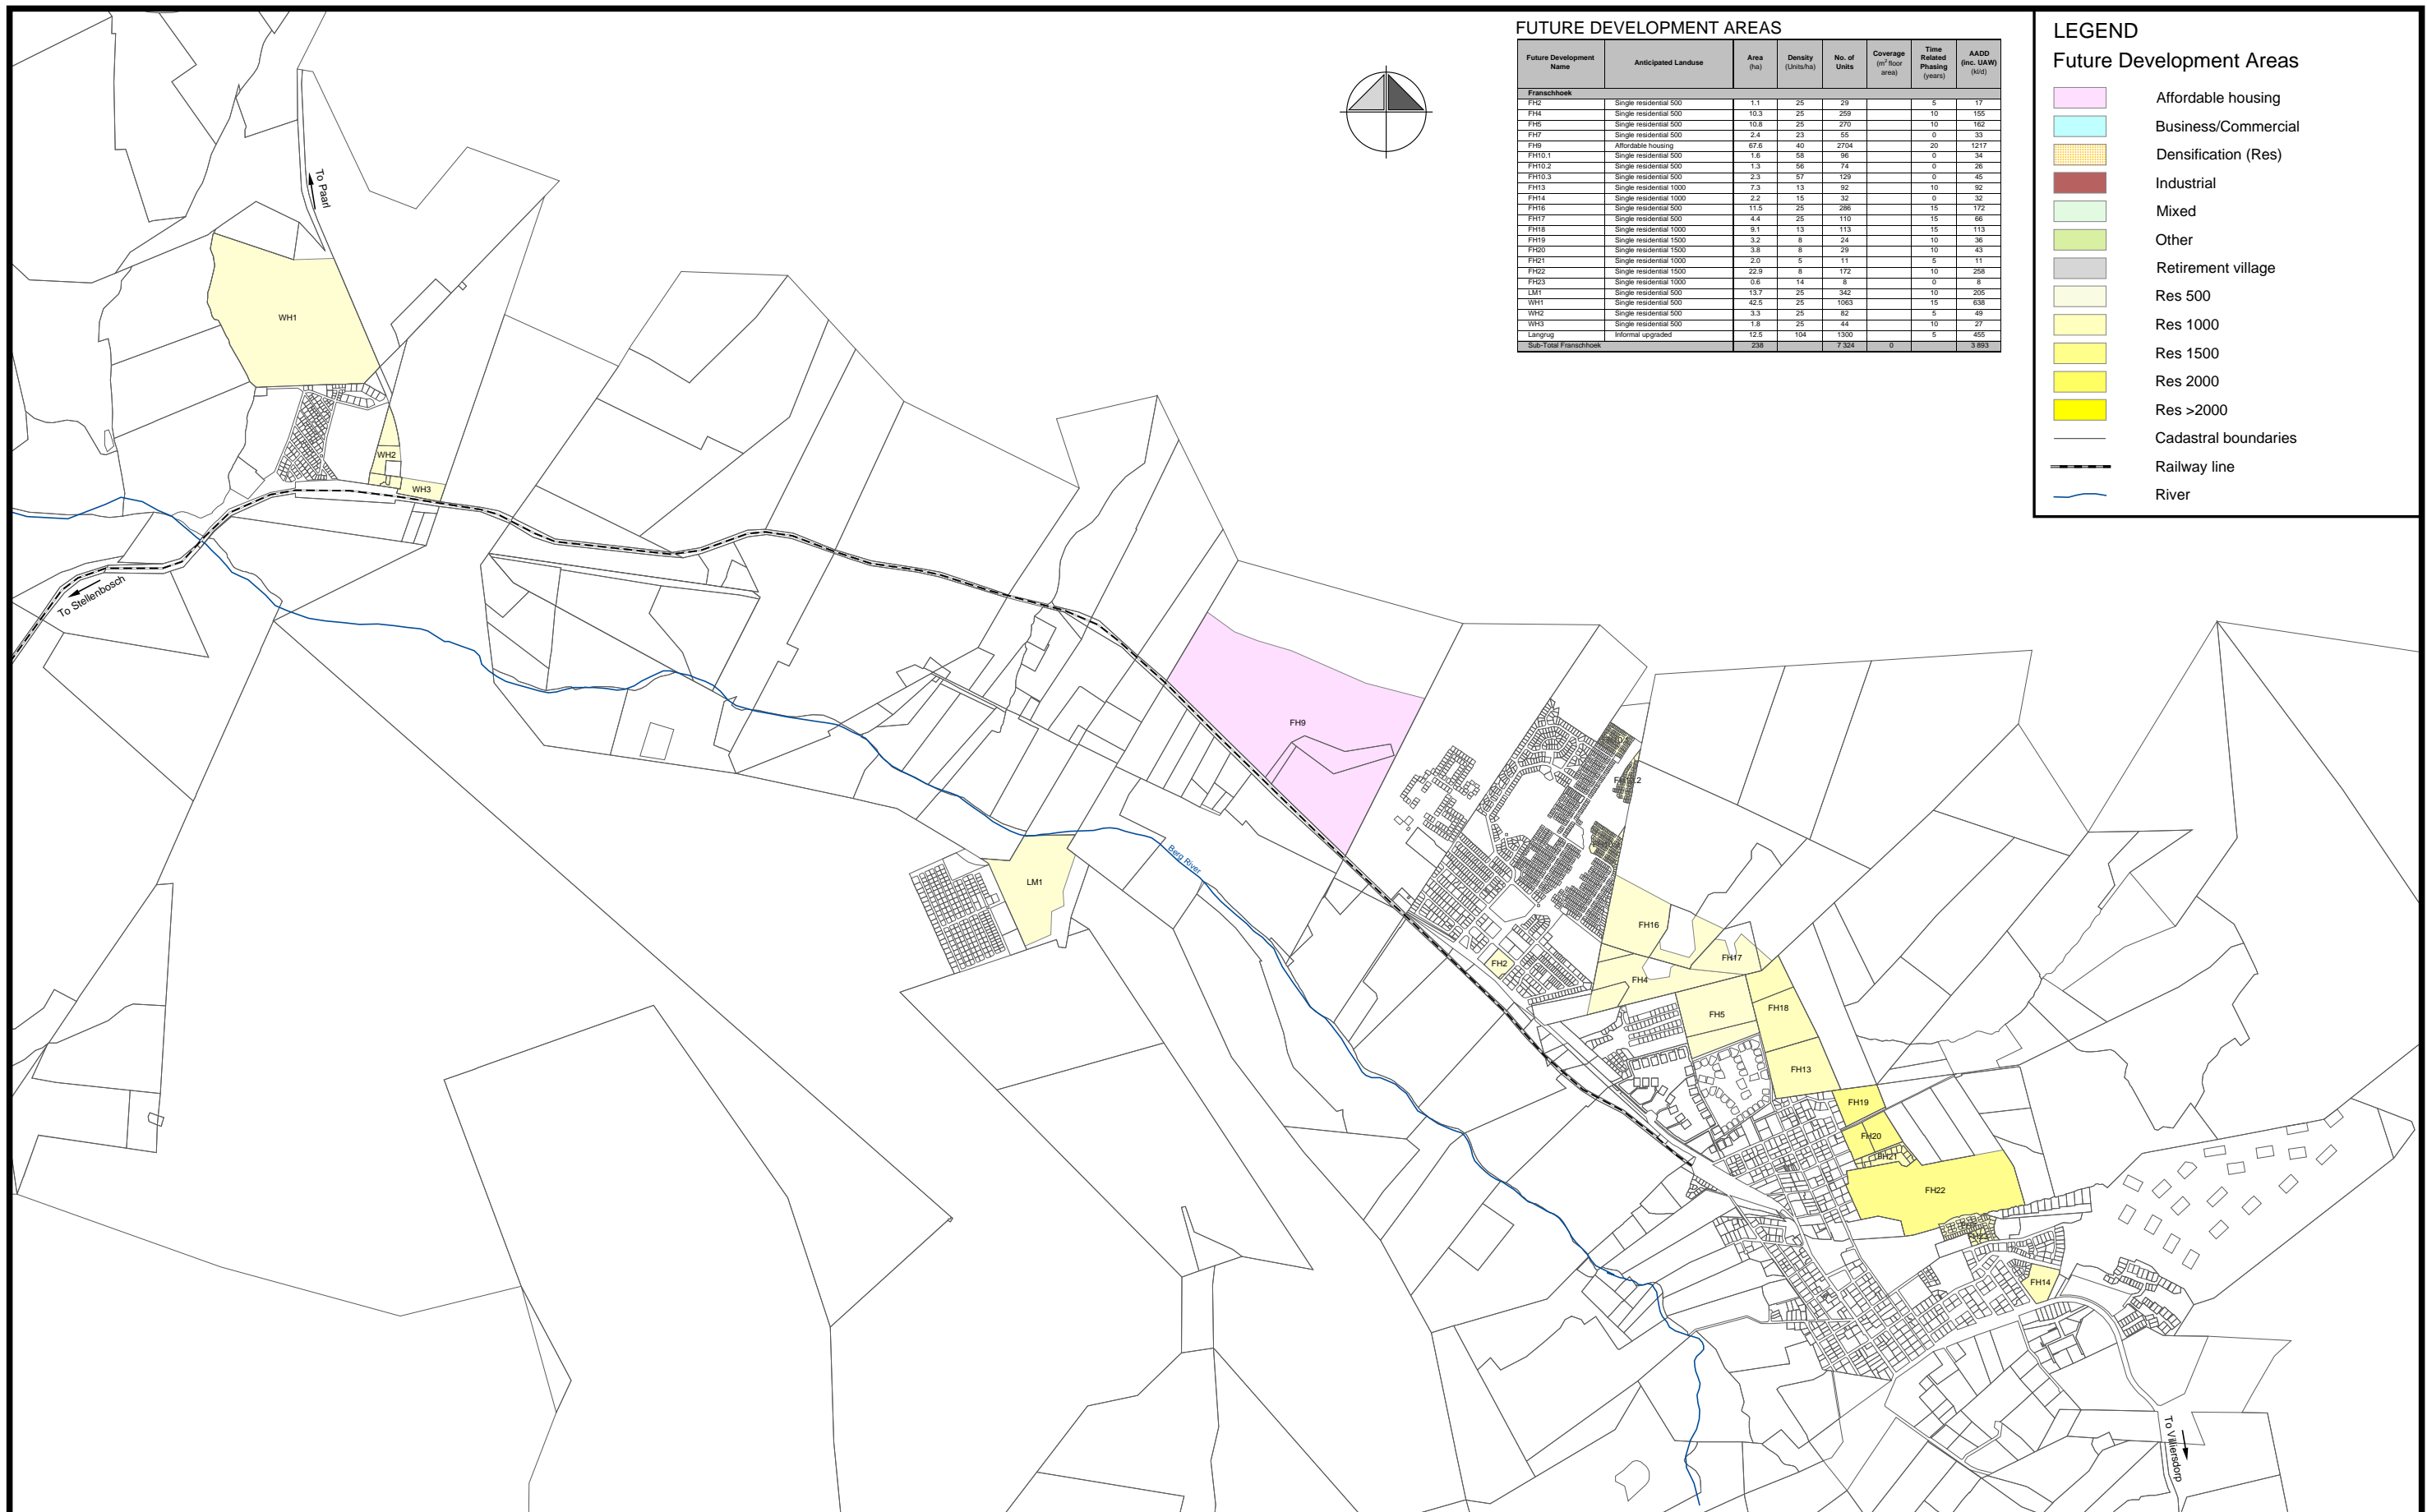 FUTURE DEVELOPMENT AREAS
Future Development Name | Anticipated Landuse | Area (ha) | Density (Units/ha) | No. of Units | Coverage (m² floor area) | Time Related Phasing (years) | AADD (inc. UAW) (kl/d)
Franschhoek
FH2 | Single residential 500 | 1.1 | 25 | 29 | | 5 | 17
FH4 | Single residential 500 | 10.3 | 25 | 259 | | 10 | 155
FH5 | Single residential 500 | 10.8 | 25 | 270 | | 10 | 162
FH7 | Single residential 500 | 2.4 | 23 | 55 | | 0 | 33
FH9 | Affordable housing | 67.6 | 40 | 2704 | | 20 | 1217
FH10.1 | Single residential 500 | 1.6 | 58 | 96 | | 0 | 34
FH10.2 | Single residential 500 | 1.3 | 56 | 74 | | 0 | 26
FH10.3 | Single residential 500 | 2.3 | 57 | 129 | | 0 | 45
FH13 | Single residential 1000 | 7.3 | 13 | 92 | | 10 | 92
FH14 | Single residential 1000 | 2.2 | 15 | 32 | | 0 | 32
FH16 | Single residential 500 | 11.5 | 25 | 286 | | 15 | 172
FH17 | Single residential 500 | 4.4 | 25 | 110 | | 15 | 66
FH18 | Single residential 1000 | 9.1 | 13 | 113 | | 15 | 113
FH19 | Single residential 1500 | 3.2 | 8 | 24 | | 10 | 36
FH20 | Single residential 1500 | 3.8 | 8 | 29 | | 10 | 43
FH21 | Single residential 1000 | 2.0 | 5 | 11 | | 5 | 11
FH22 | Single residential 1500 | 22.9 | 8 | 172 | | 10 | 258
FH23 | Single residential 1000 | 0.6 | 14 | 8 | | 0 | 8
LM1 | Single residential 500 | 13.7 | 25 | 342 | | 10 | 205
WH1 | Single residential 500 | 42.5 | 25 | 1063 | | 15 | 638
WH2 | Single residential 500 | 3.3 | 25 | 82 | | 5 | 49
WH3 | Single residential 500 | 1.8 | 25 | 44 | | 10 | 27
Langrug | Informal upgraded | 12.5 | 104 | 1300 | | 5 | 455
Sub-Total Franschhoek | 238 | | 7 324 | 0 | | 3 893
LEGEND
Future Development Areas
Affordable housing
Business/Commercial
Densification (Res)
Industrial
Mixed
Other
Retirement village
Res 500
Res 1000
Res 1500
Res 2000
Res >2000
Cadastral boundaries
Railway line
River
To Paarl
WH1
WH2
WH3
To Stellenbosch
FH9
Berg River
LM1
FH10.2
FH16
FH17
FH2
FH4
FH5
FH18
FH13
FH19
FH20
FH21
FH22
FH14
To Villiersdorp